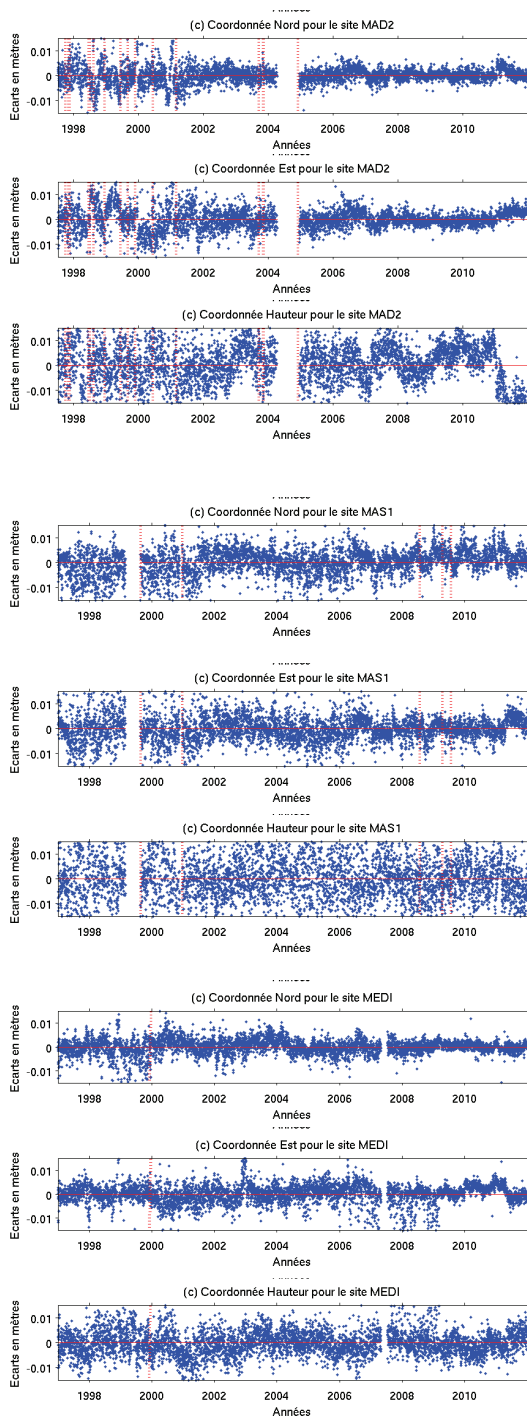 (c) Coordonnée Nord pour le site MAD2
Ecarts en mètres
0.01
0
-0.01
1998 2000 2002 2004 2006 2008 2010
Années
(c) Coordonnée Est pour le site MAD2
Ecarts en mètres
0.01
0
-0.01
1998 2000 2002 2004 2006 2008 2010
Années
(c) Coordonnée Hauteur pour le site MAD2
Ecarts en mètres
0.01
0
-0.01
1998 2000 2002 2004 2006 2008 2010
Années
(c) Coordonnée Nord pour le site MAS1
Ecarts en mètres
0.01
0
-0.01
1998 2000 2002 2004 2006 2008 2010
Années
(c) Coordonnée Est pour le site MAS1
Ecarts en mètres
0.01
0
-0.01
1998 2000 2002 2004 2006 2008 2010
Années
(c) Coordonnée Hauteur pour le site MAS1
Ecarts en mètres
0.01
0
-0.01
1998 2000 2002 2004 2006 2008 2010
Années
(c) Coordonnée Nord pour le site MEDI
Ecarts en mètres
0.01
0
-0.01
1998 2000 2002 2004 2006 2008 2010
Années
(c) Coordonnée Est pour le site MEDI
Ecarts en mètres
0.01
0
-0.01
1998 2000 2002 2004 2006 2008 2010
Années
(c) Coordonnée Hauteur pour le site MEDI
Ecarts en mètres
0.01
0
-0.01
1998 2000 2002 2004 2006 2008 2010
Années